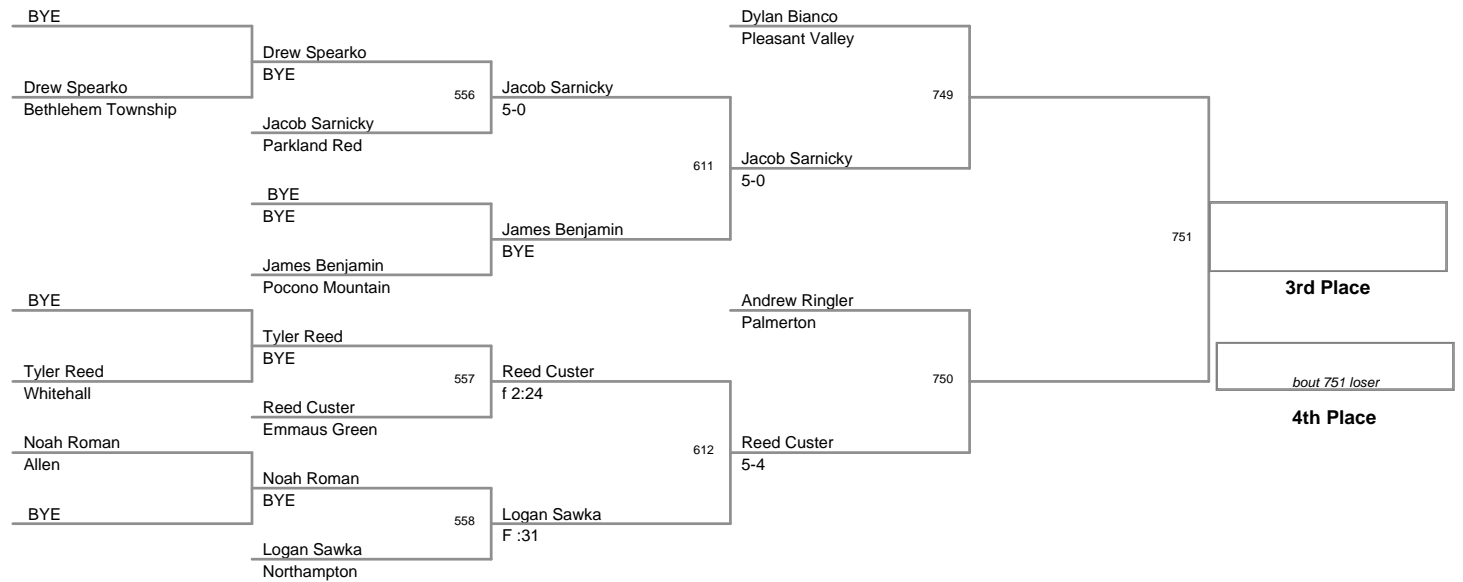 BYE
Drew Spearko
Bethlehem Township
Drew Spearko
BYE
556
Jacob Sarnicky
Parkland Red
Jacob Sarnicky
5-0
BYE
BYE
James Benjamin
Pocono Mountain
James Benjamin
BYE
611
Dylan Bianco
Pleasant Valley
749
Jacob Sarnicky
5-0
BYE
Tyler Reed
Whitehall
Tyler Reed
BYE
557
Reed Custer
Emmaus Green
Reed Custer
f 2:24
Noah Roman
Allen
BYE
Noah Roman
BYE
558
Logan Sawka
Northampton
Logan Sawka
F :31
612
Andrew Ringler
Palmerton
750
Reed Custer
5-4
751
3rd Place
bout 751 loser
4th Place